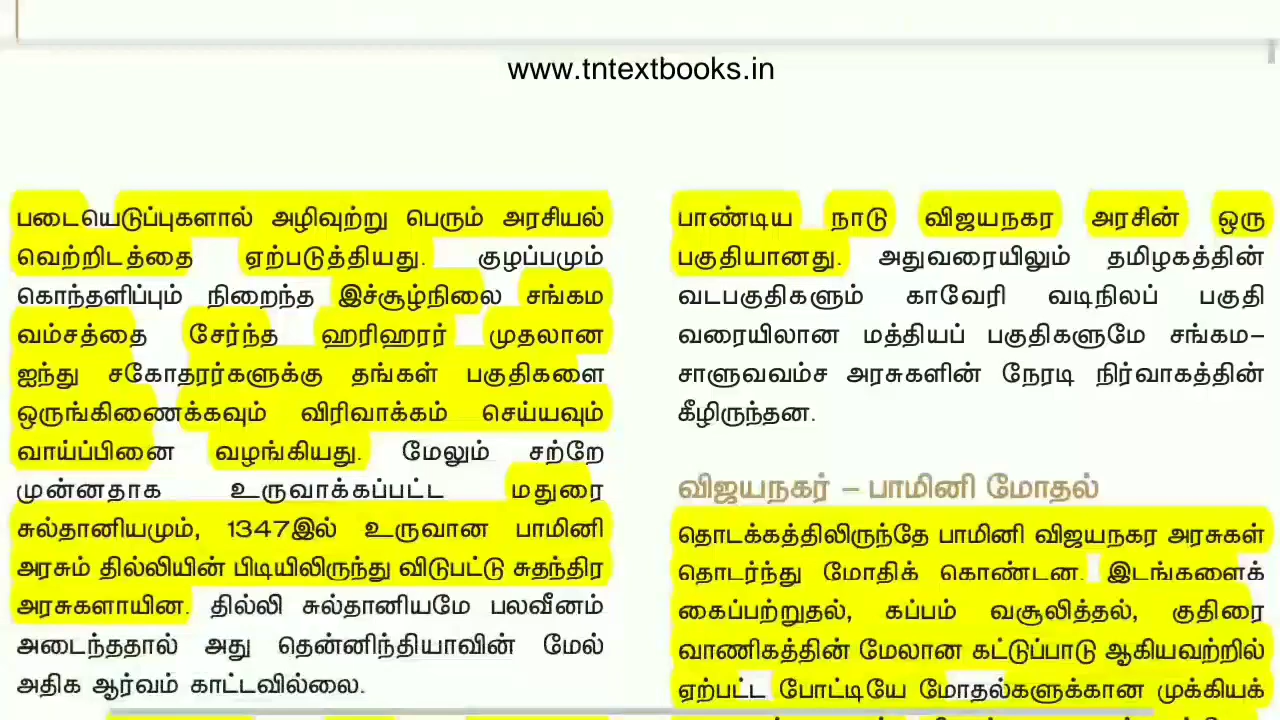 www.tntextbooks.in
படையெடுப்புகளால் அழிவுற்று பெரும் அரசியல்
வெற்றிடத்தை ஏற்படுத்தியது. குழப்பமும்
கொந்தளிப்பும் நிறைந்த இச்சூழ்நிலை சங்கம
வம்சத்தை சேர்ந்த ஹரிஹரர் முதலான
ஐந்து சகோதரர்களுக்கு தங்கள் பகுதிகளை
ஒருங்கிணைக்கவும் விரிவாக்கம் செய்யவும்
வாய்ப்பினை வழங்கியது. மேலும் சற்றே
முன்னதாக உருவாக்கப்பட்ட மதுரை
சுல்தானியமும், 1347இல் உருவான பாமினி
அரசும் தில்லியின் பிடியிலிருந்து விடுபட்டு சுதந்திர
அரசுகளாயின. தில்லி சுல்தானியமே பலவீனம்
அடைந்ததால் அது தென்னிந்தியாவின் மேல்
அதிக ஆர்வம் காட்டவில்லை.
பாண்டிய நாடு விஜயநகர அரசின் ஒரு
பகுதியானது. அதுவரையிலும் தமிழகத்தின்
வடபகுதிகளும் காவேரி வடிநிலப் பகுதி
வரையிலான மத்தியப் பகுதிகளுமே சங்கம–
சாளுவவம்ச அரசுகளின் நேரடி நிர்வாகத்தின்
கீழிருந்தன.
விஜயநகர் – பாமினி மோதல்
தொடக்கத்திலிருந்தே பாமினி விஜயநகர அரசுகள்
தொடர்ந்து மோதிக் கொண்டன. இடங்களைக்
கைப்பற்றுதல், கப்பம் வசூலித்தல், குதிரை
வாணிகத்தின் மேலான கட்டுப்பாடு ஆகியவற்றில்
ஏற்பட்ட போட்டியே மோதல்களுக்கான முக்கியக்